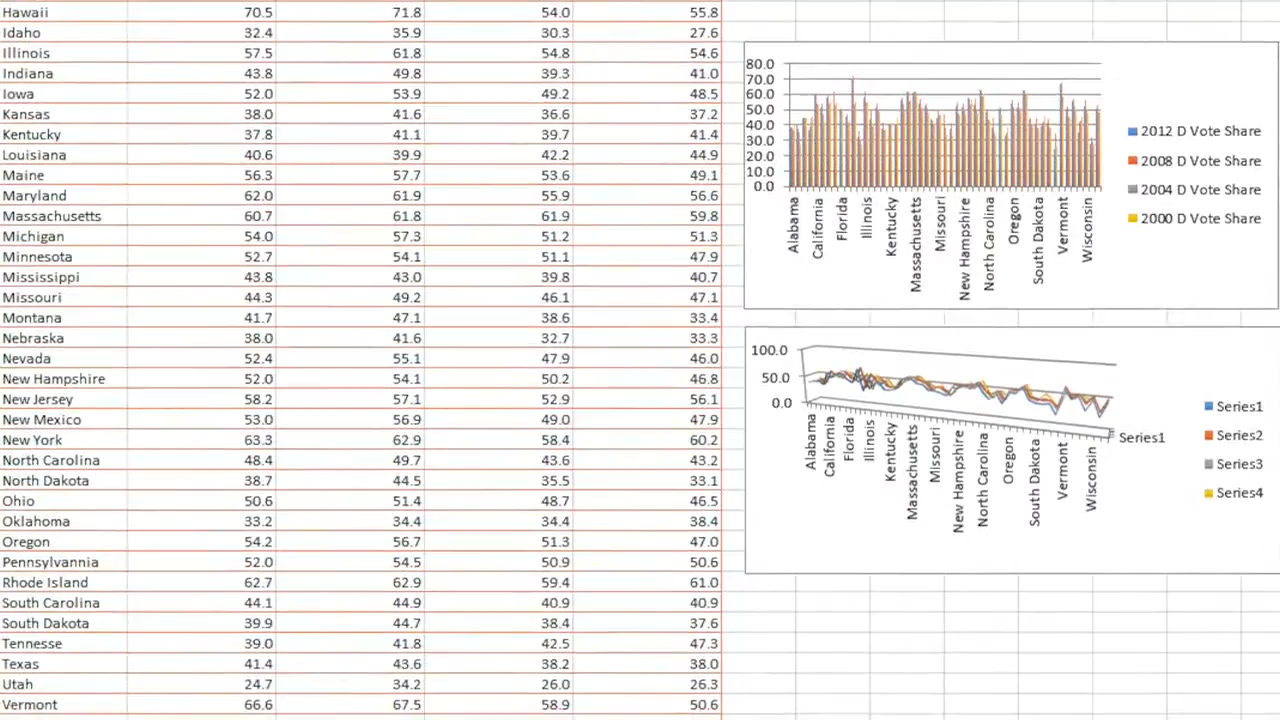 Hawaii 70.5 71.8 54.0 55.8
Idaho 32.4 35.9 30.3 27.6
Illinois 57.5 61.8 54.8 54.6
Indiana 43.8 49.8 39.3 41.0
Iowa 52.0 53.9 49.2 48.5
Kansas 38.0 41.6 36.6 37.2
Kentucky 37.8 41.1 39.7 41.4
Louisiana 40.6 39.9 42.2 44.9
Maine 56.3 57.7 53.6 49.1
Maryland 62.0 61.9 55.9 56.6
Massachusetts 60.7 61.8 61.9 59.8
Michigan 54.0 57.3 51.2 51.3
Minnesota 52.7 54.1 51.1 47.9
Mississippi 43.8 43.0 39.8 40.7
Missouri 44.3 49.2 46.1 47.1
Montana 41.7 47.1 38.6 33.4
Nebraska 38.0 41.6 32.7 33.3
Nevada 52.4 55.1 47.9 46.0
New Hampshire 52.0 54.1 50.2 46.8
New Jersey 58.2 57.1 52.9 56.1
New Mexico 53.0 56.9 49.0 47.9
New York 63.3 62.9 58.4 60.2
North Carolina 48.4 49.7 43.6 43.2
North Dakota 38.7 44.5 35.5 33.1
Ohio 50.6 51.4 48.7 46.5
Oklahoma 33.2 34.4 34.4 38.4
Oregon 54.2 56.7 51.3 47.0
Pennsylvannia 52.0 54.5 50.9 50.6
Rhode Island 62.7 62.9 59.4 61.0
South Carolina 44.1 44.9 40.9 40.9
South Dakota 39.9 44.7 38.4 37.6
Tennesse 39.0 41.8 42.5 47.3
Texas 41.4 43.6 38.2 38.0
Utah 24.7 34.2 26.0 26.3
Vermont 66.6 67.5 58.9 50.6
80.0
70.0
60.0
50.0
40.0
30.0
20.0
10.0
0.0
Alabama
California
Florida
Illinois
Kentucky
Massachusetts
Missouri
New Hampshire
North Carolina
Oregon
South Dakota
Vermont
Wisconsin
2012 D Vote Share
2008 D Vote Share
2004 D Vote Share
2000 D Vote Share
100.0
50.0
0.0
Alabama
California
Florida
Illinois
Kentucky
Massachusetts
Missouri
New Hampshire
North Carolina
Oregon
South Dakota
Vermont
Wisconsin
Series1
Series1
Series2
Series3
Series4